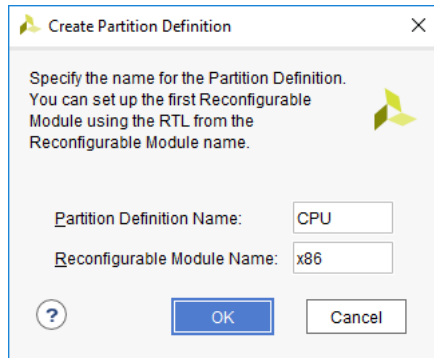 Create Partition Definition
Specify the name for the Partition Definition.
You can set up the first Reconfigurable
Module using the RTL from the
Reconfigurable Module name.
Partition Definition Name: CPU
Reconfigurable Module Name: x86
? OK Cancel